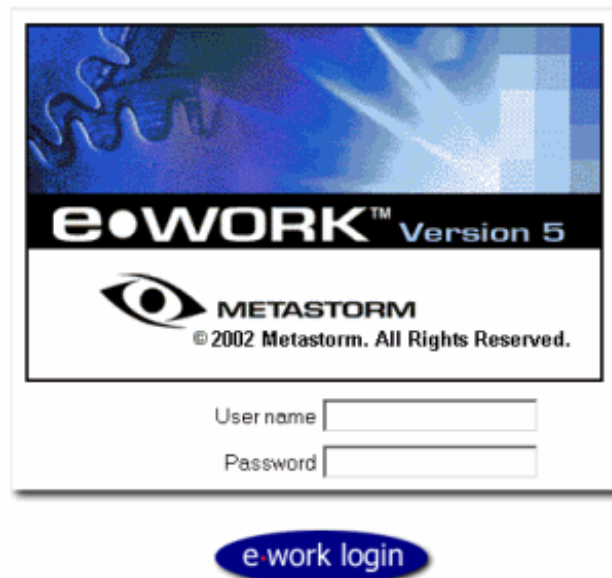 e•WORK™ Version 5
METASTORM
© 2002 Metastorm. All Rights Reserved.
User name
Password
e•work login